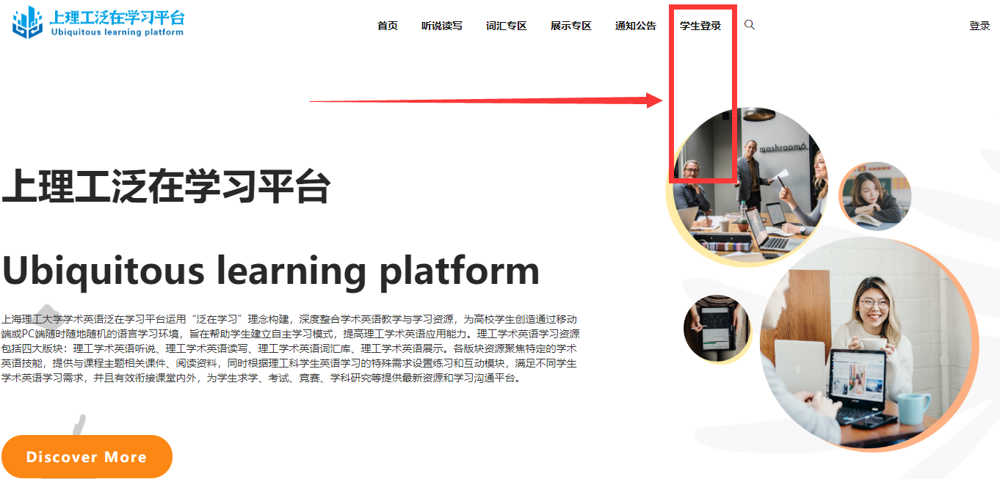 上理工泛在学习平台
Ubiquitous learning platform
首页 听说读写 词汇专区 展示专区 通知公告 学生登录 登录
mashroom6
上理工泛在学习平台
Ubiquitous learning platform
上海理工大学学术英语泛在学习平台运用“泛在学习”理念构建，深度整合学术英语教学与学习资源，为高校学生创造通过移动
端或PC端随时随地随机的语言学习环境，旨在帮助学生建立自主学习模式，提高理工学术英语应用能力。理工学术英语学习资源
包括四大版块：理工学术英语听说、理工学术英语读写、理工学术英语词汇库、理工学术英语展示。各版块资源聚焦特定的学术
英语技能，提供与课程主题相关课件、阅读资料，同时根据理工科学生英语学习的特殊需求设置练习和互动模块，满足不同学生
学术英语学习需求，并且有效衔接课堂内外，为学生求学、考试、竞赛、学科研究等提供最新资源和学习沟通平台。
Discover More